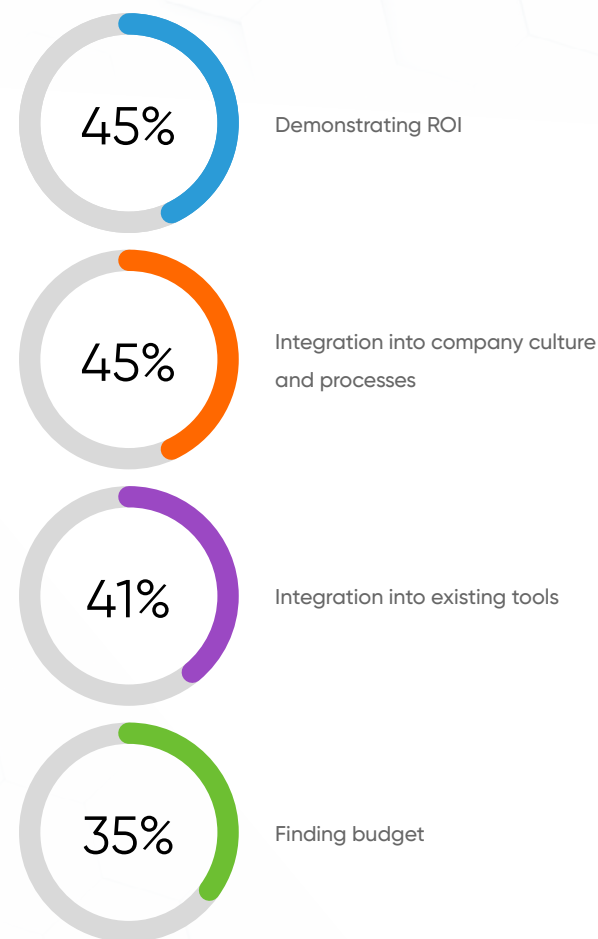 45%
Demonstrating ROI
45%
Integration into company culture
and processes
41%
Integration into existing tools
35%
Finding budget